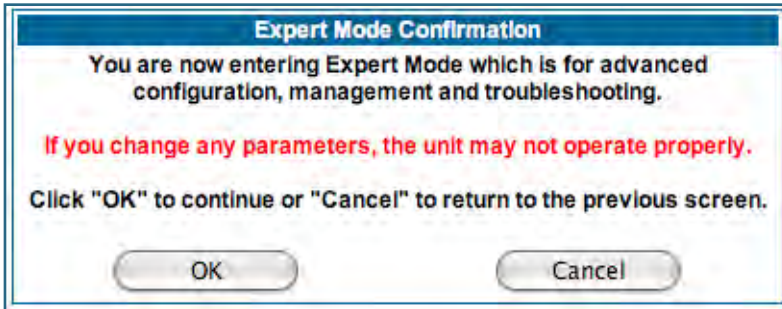 Expert Mode Confirmation
You are now entering Expert Mode which is for advanced
configuration, management and troubleshooting.
If you change any parameters, the unit may not operate properly.
Click "OK" to continue or "Cancel" to return to the previous screen.
OK Cancel